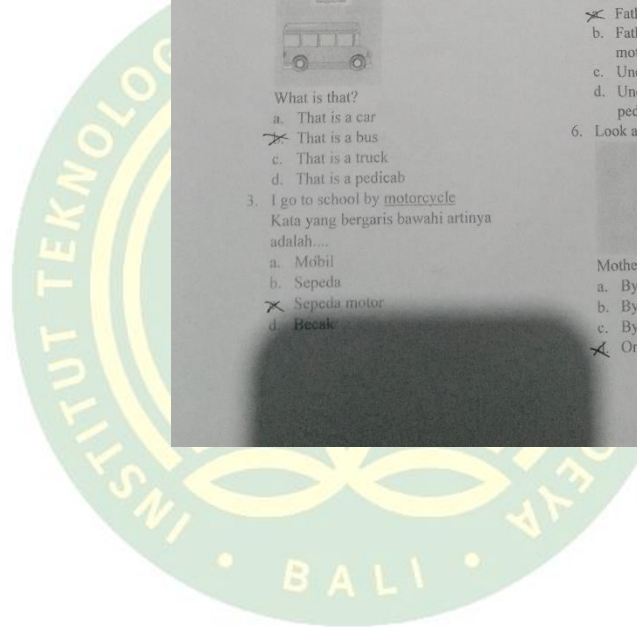 What is that?
a. That is a car
b. That is a bus
c. That is a truck
d. That is a pedicab
3. I go to school by motorcycle
Kata yang bergaris bawahi artinya
adalah....
a. Mobil
b. Sepeda
Sepeda motor
d. Becak
b.
c.
d.
6. Look
a. By
b. By
c. By
Or
INSTITUT
BALI